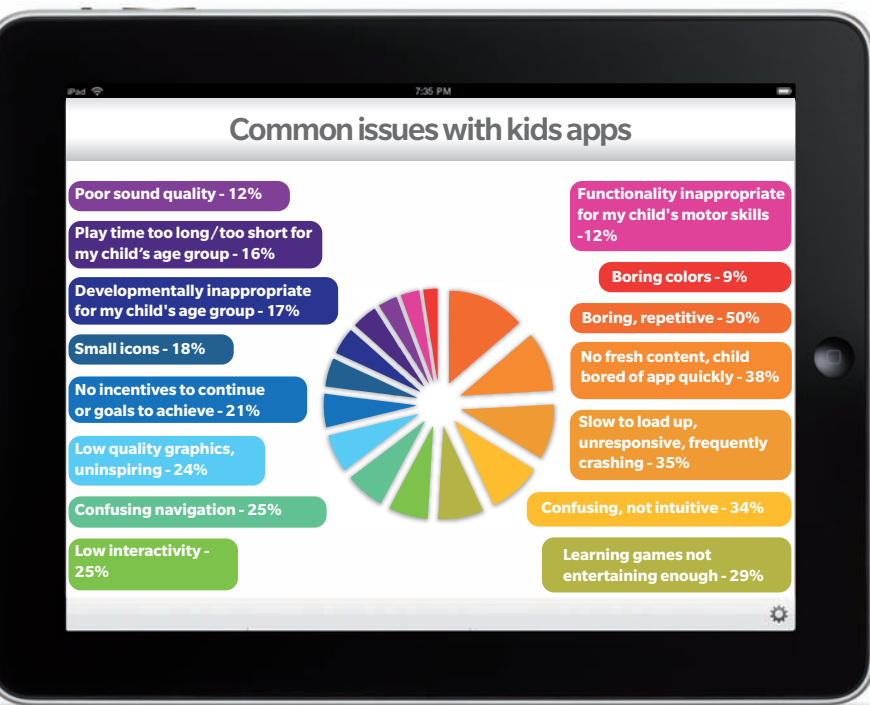 iPad
7:35 PM
Common issues with kids apps
Poor sound quality - 12%
Play time too long/too short for
my child’s age group - 16%
Developmentally inappropriate
for my child's age group - 17%
Small icons - 18%
No incentives to continue
or goals to achieve - 21%
Low quality graphics,
uninspiring - 24%
Confusing navigation - 25%
Low interactivity -
25%
Functionality inappropriate
for my child's motor skills
-12%
Boring colors - 9%
Boring, repetitive - 50%
No fresh content, child
bored of app quickly - 38%
Slow to load up,
unresponsive, frequently
crashing - 35%
Confusing, not intuitive - 34%
Learning games not
entertaining enough - 29%